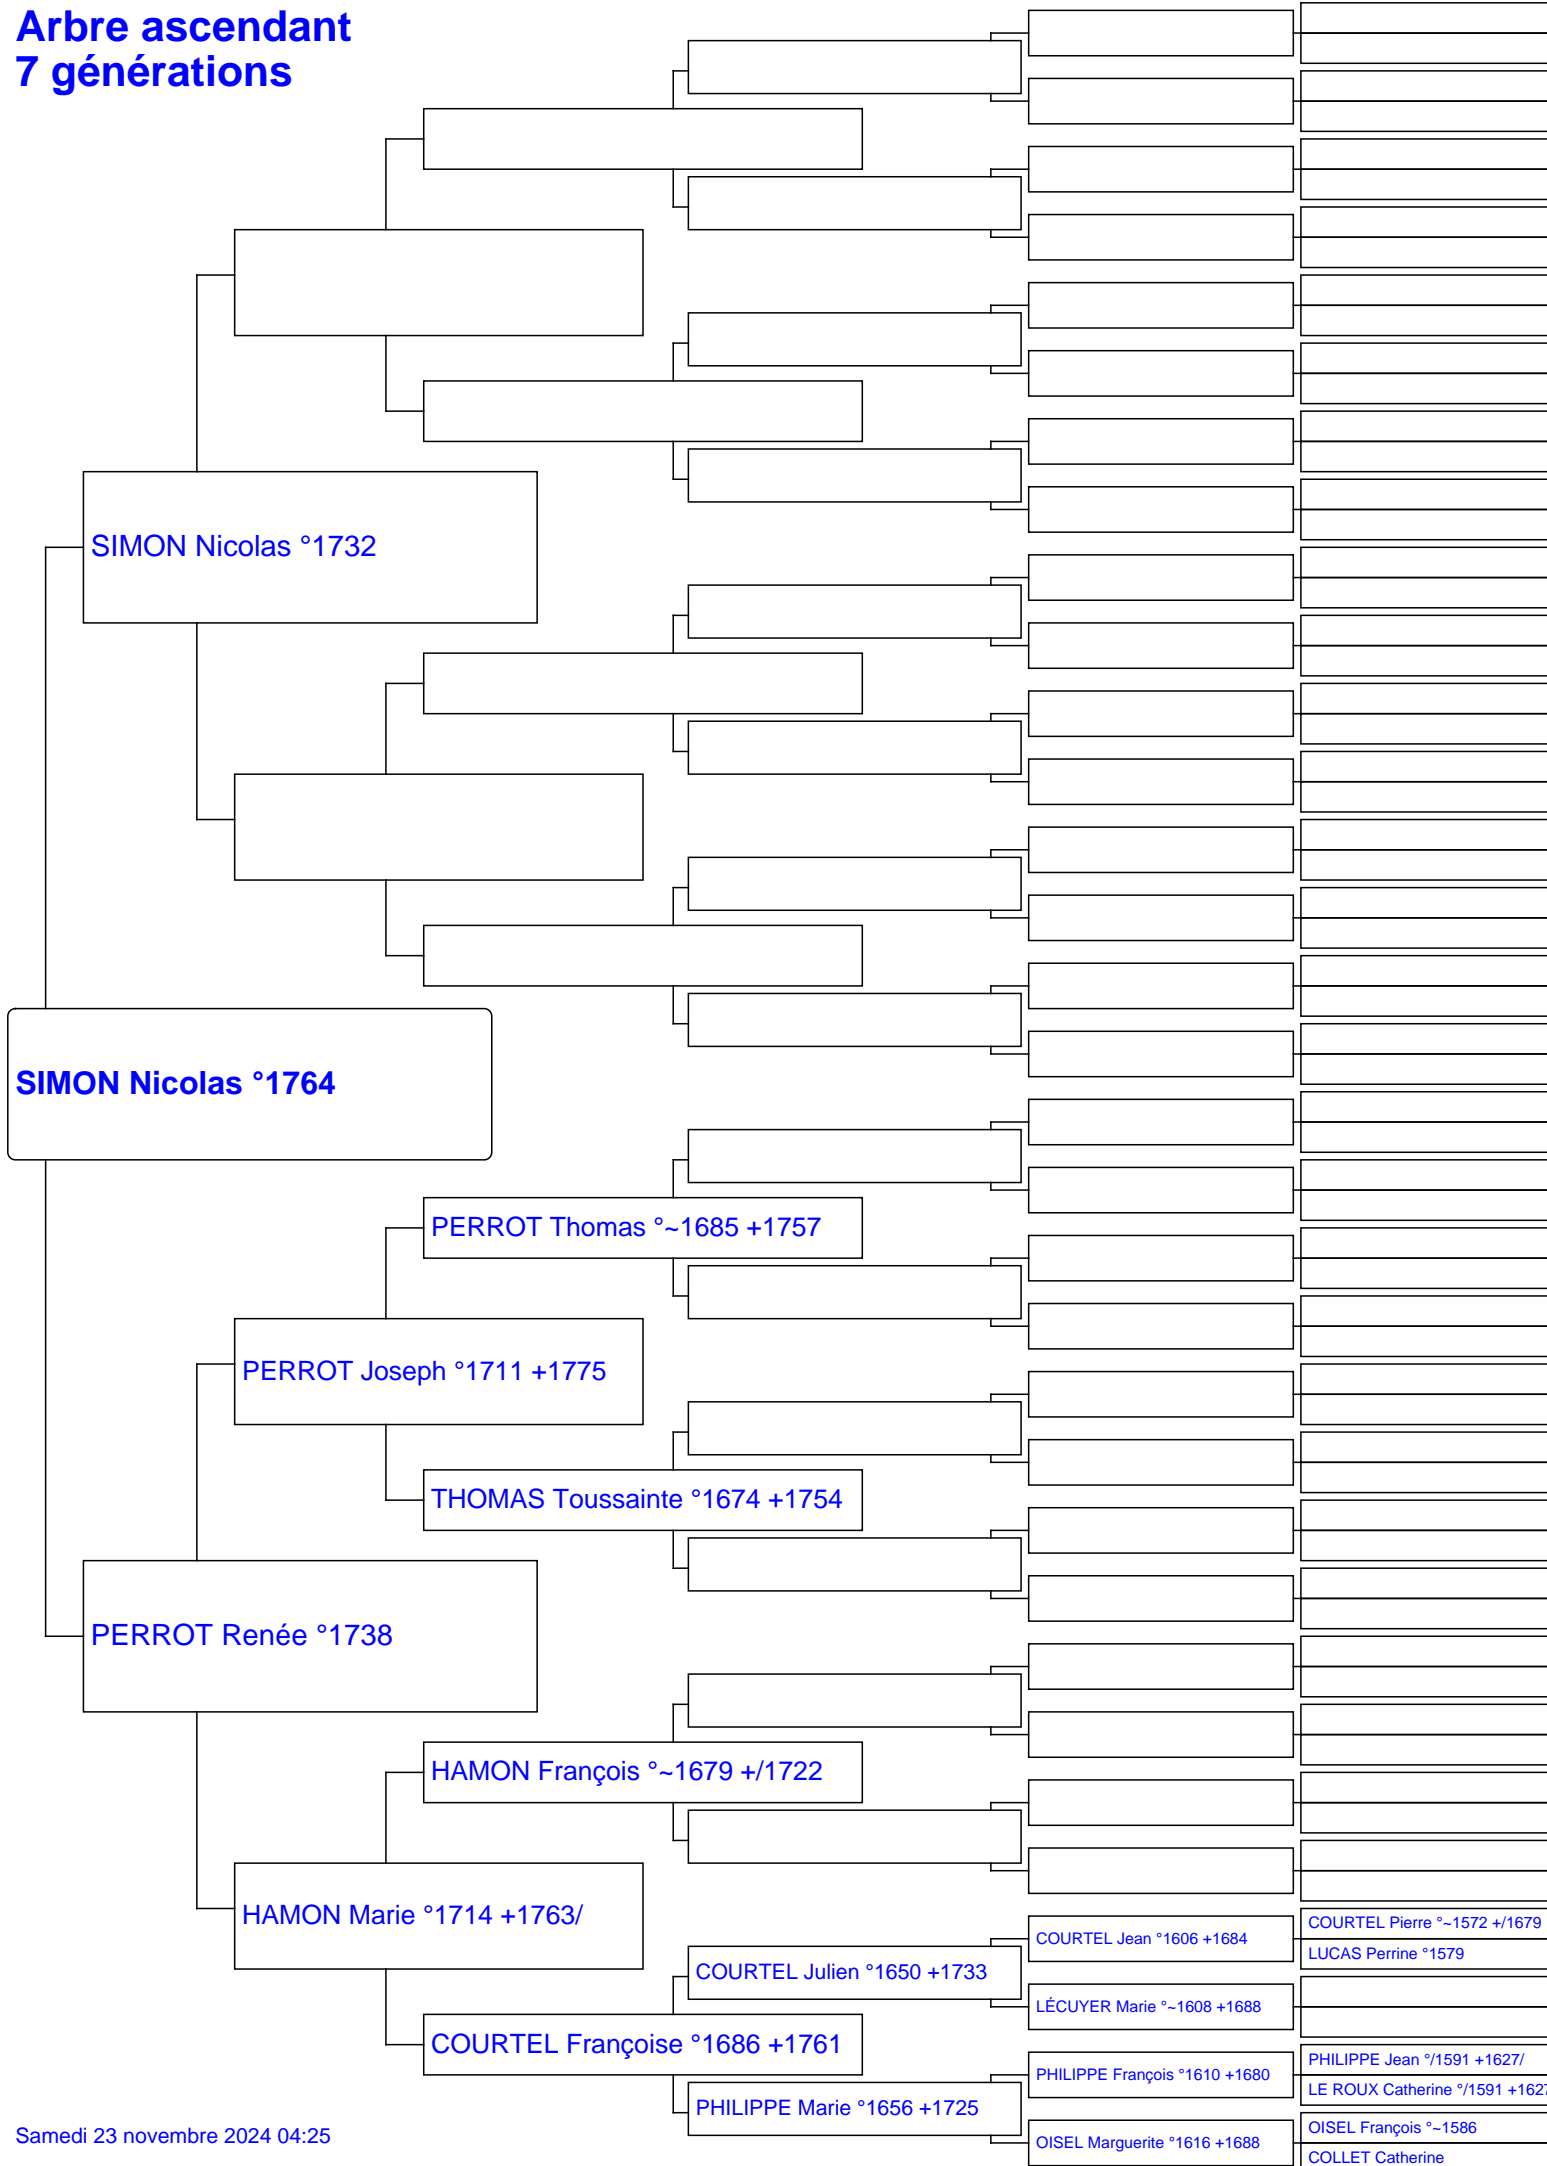 Arbre ascendant
7 générations
SIMON Nicolas °1732
SIMON Nicolas °1764
PERROT Thomas °~1685 +1757
PERROT Joseph °1711 +1775
THOMAS Toussainte °1674 +1754
PERROT Renée °1738
HAMON François °~1679 +/1722
HAMON Marie °1714 +1763/
COURTEL Pierre °~1572 +/1679
COURTEL Jean °1606 +1684
LUCAS Perrine °1579
COURTEL Julien °1650 +1733
LÉCUYER Marie °~1608 +1688
COURTEL Françoise °1686 +1761
PHILIPPE Jean °/1591 +1627/
PHILIPPE François °1610 +1680
LE ROUX Catherine °/1591 +1627
PHILIPPE Marie °1656 +1725
OISEL François °~1586
OISEL Marguerite °1616 +1688
COLLET Catherine
Samedi 23 novembre 2024 04:25